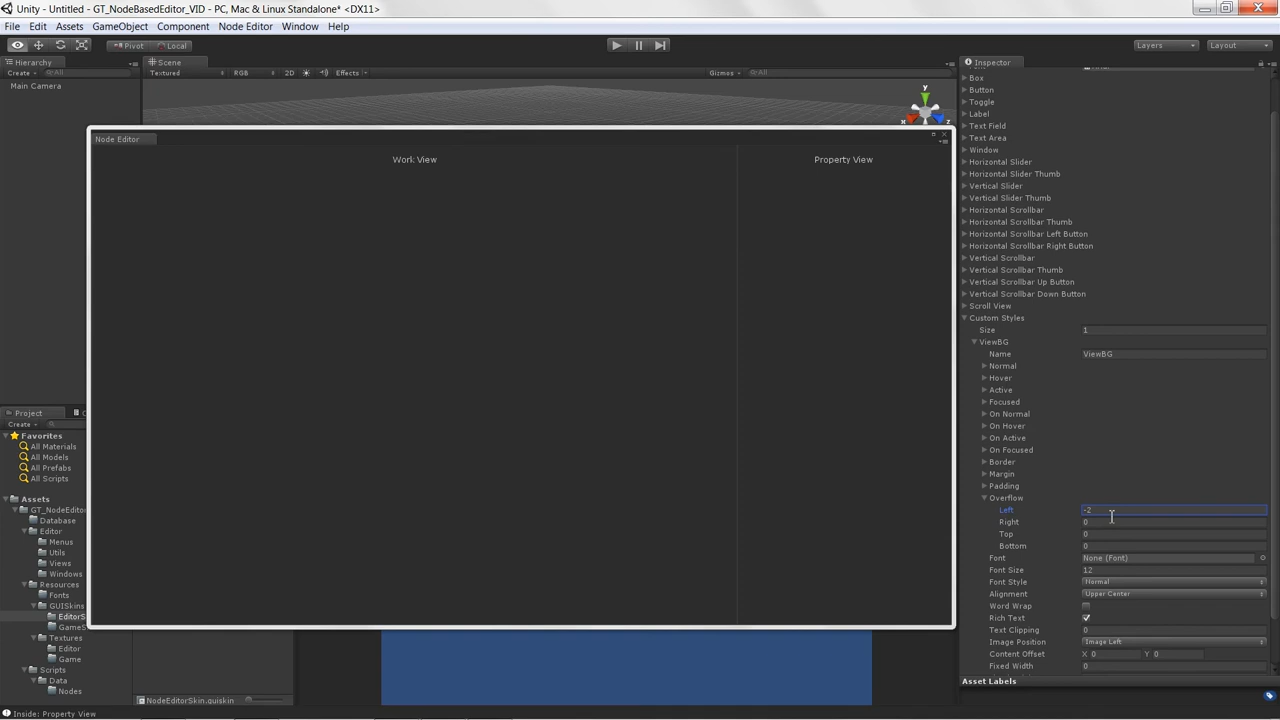 Unity - Untitled - GT_NodeBasedEditor_VID - PC, Mac & Linux Standalone* <DX11>
File Edit Assets GameObject Component Node Editor Window Help
Pivot Local Layers Layout
Hierarchy Scene Inspector
Create All Textured RGB 2D Effects Gizmos All
Main Camera
y
x z
Box
Button
Toggle
Label
Text Field
Text Area
Window
Horizontal Slider
Horizontal Slider Thumb
Vertical Slider
Vertical Slider Thumb
Horizontal Scrollbar
Horizontal Scrollbar Thumb
Horizontal Scrollbar Left Button
Horizontal Scrollbar Right Button
Vertical Scrollbar
Vertical Scrollbar Thumb
Vertical Scrollbar Up Button
Vertical Scrollbar Down Button
Scroll View
Custom Styles
Size 1
ViewBG
Name ViewBG
Normal
Hover
Active
Focused
On Normal
On Hover
On Active
On Focused
Border
Margin
Padding
Overflow
Left -2
Right 0
Top 0
Bottom 0
Font None (Font)
Font Size 12
Font Style Normal
Alignment Upper Center
Word Wrap
Rich Text
Text Clipping 0
Image Position Image Left
Content Offset X 0 Y 0
Fixed Width 0
Asset Labels
Node Editor
Work View Property View
Project
Create
Favorites
All Materials
All Models
All Prefabs
All Scripts
Assets
GT_NodeEditor
Database
Editor
Menus
Utils
Views
Windows
Resources
Fonts
GUISkins
EditorS
GameS
Textures
Editor
Game
Scripts
Data
Nodes
NodeEditorSkin.guiskin
Inside: Property View